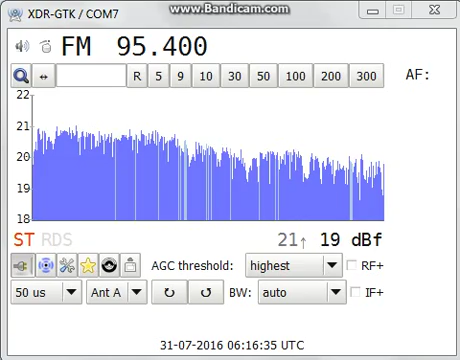 XDR-GTK / COM7
www.Bandicam.com
FM 95.400
R 5 9 10 30 50 100 200 300 AF:
22
21
20
19
18
ST RDS 21↑ 19 dBf
AGC threshold: highest RF+
50 us Ant A BW: auto IF+
31-07-2016 06:16:35 UTC